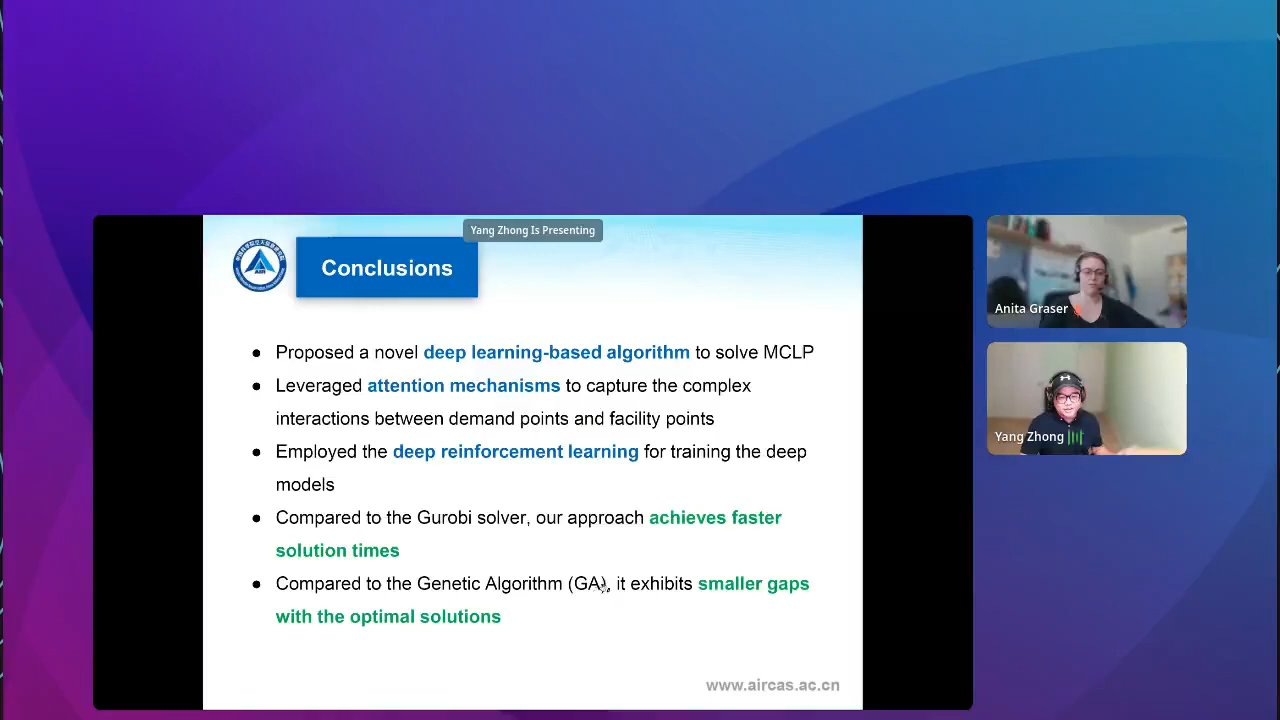 Yang Zhong Is Presenting
AIR
Conclusions
Anita Graser
● Proposed a novel deep learning-based algorithm to solve MCLP
● Leveraged attention mechanisms to capture the complex
interactions between demand points and facility points
Yang Zhong
● Employed the deep reinforcement learning for training the deep
models
● Compared to the Gurobi solver, our approach achieves faster
solution times
● Compared to the Genetic Algorithm (GA), it exhibits smaller gaps
with the optimal solutions
www.aircas.ac.cn